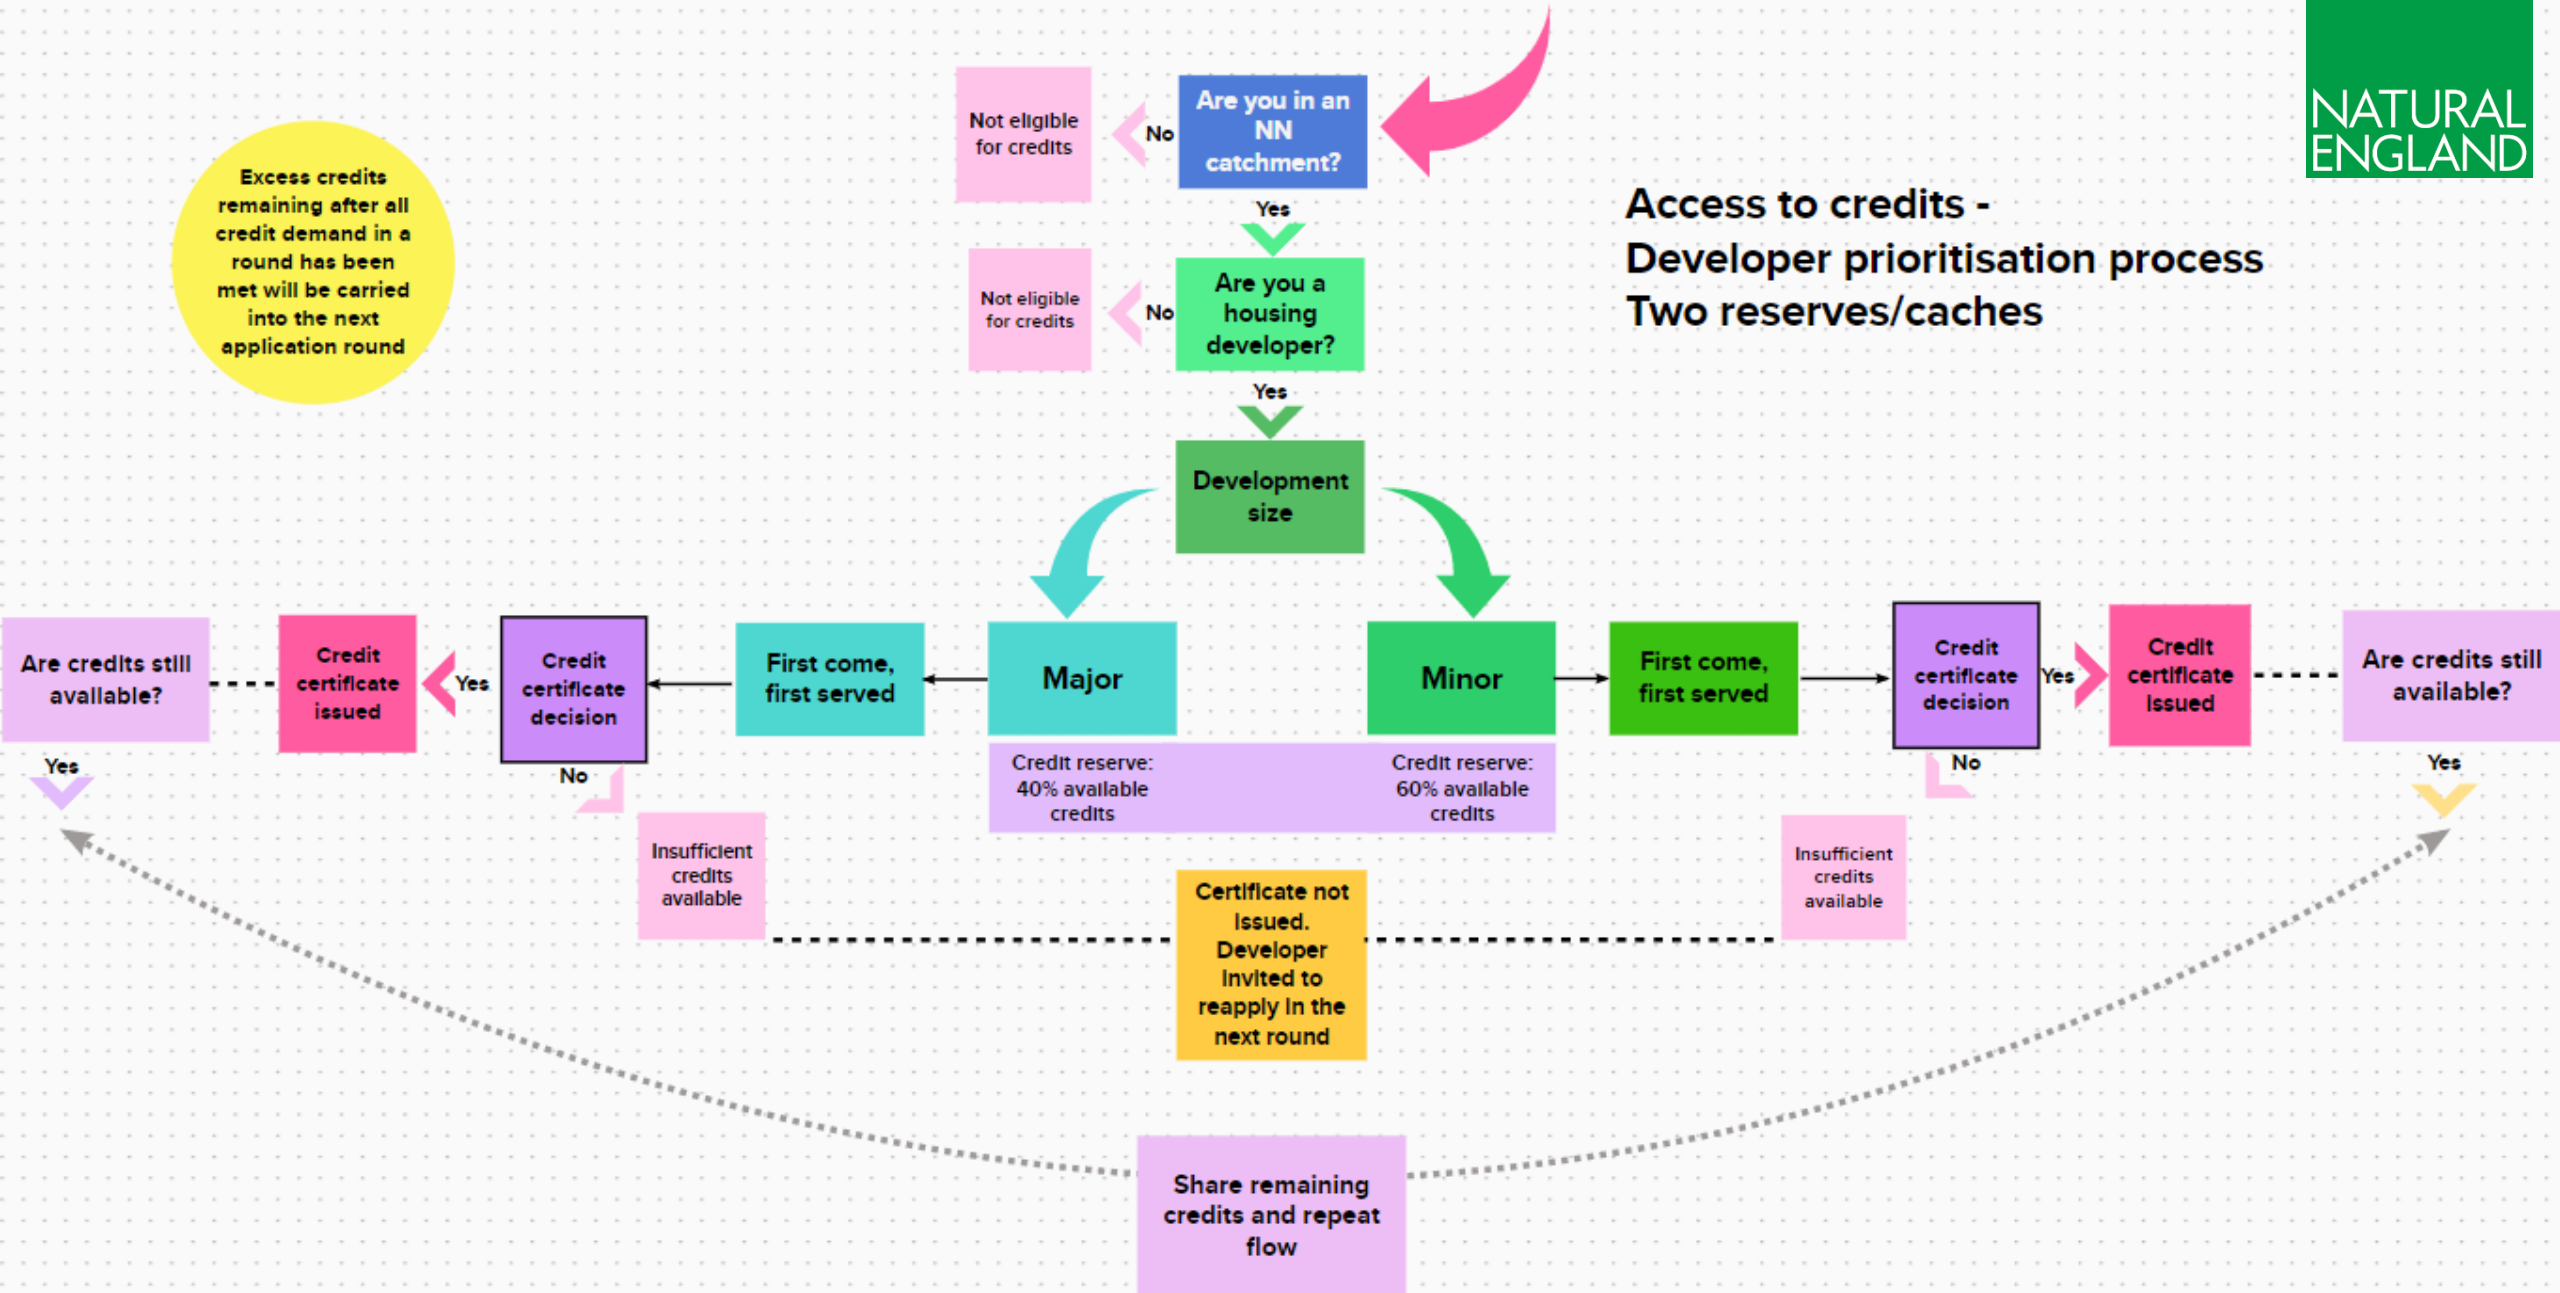 NATURAL
ENGLAND
Access to credits -
Developer prioritisation process
Two reserves/caches
Excess credits
remaining after all
credit demand in a
round has been
met will be carried
into the next
application round
Are you in an
NN
catchment?
No
Not eligible
for credits
Yes
Are you a
housing
developer?
No
Not eligible
for credits
Yes
Development
size
Major
Credit reserve:
40% available
credits
First come,
first served
Credit
certificate
decision
Yes
Credit
certificate
issued
Are credits still
available?
Yes
No
Insufficient
credits
available
Minor
Credit reserve:
60% available
credits
First come,
first served
Credit
certificate
decision
Yes
Credit
certificate
issued
Are credits still
available?
Yes
No
Insufficient
credits
available
Certificate not
issued.
Developer
invited to
reapply in the
next round
Share remaining
credits and repeat
flow